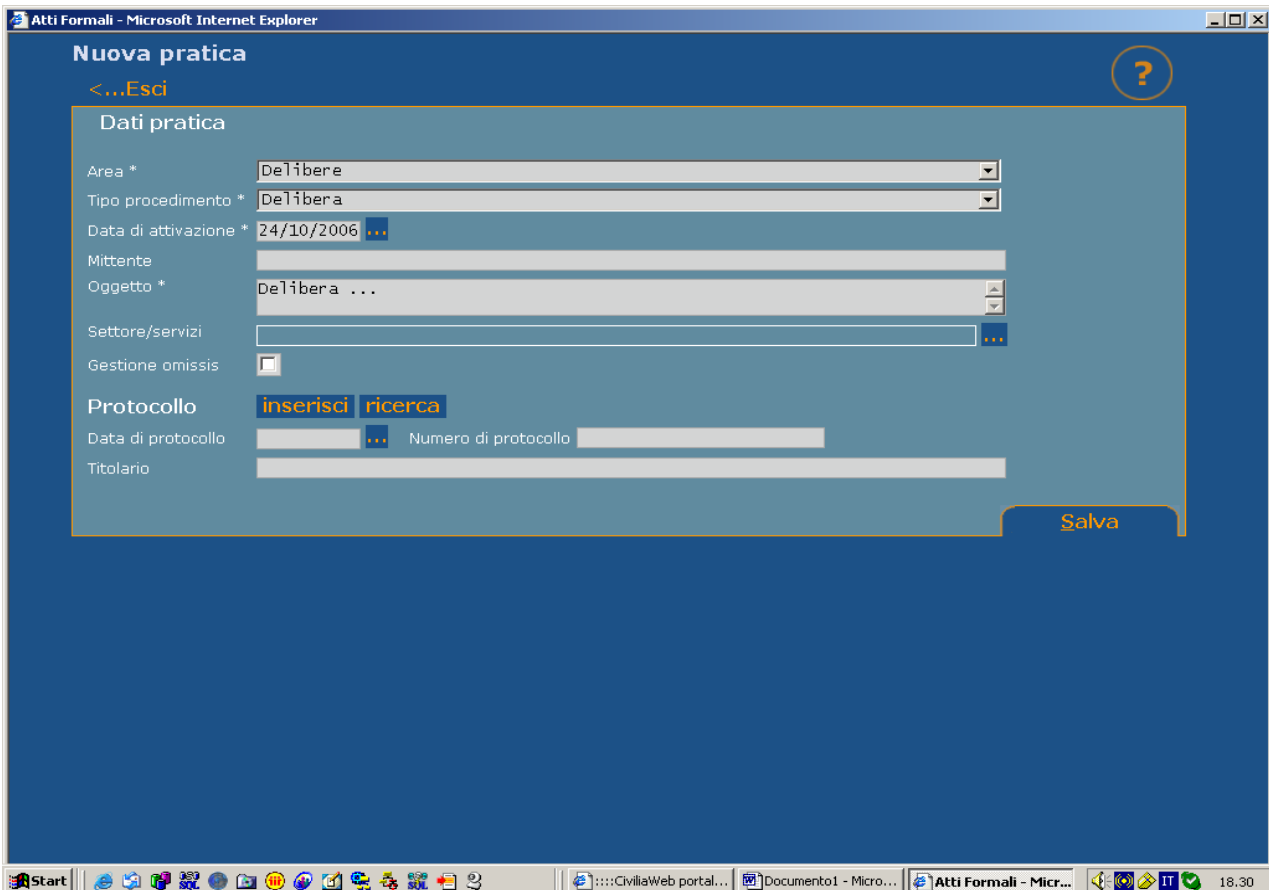 Atti Formali - Microsoft Internet Explorer
Nuova pratica
?
<...Esci
Dati pratica
Area * Delibere
Tipo procedimento * Delibera
Data di attivazione * 24/10/2006 ...
Mittente
Oggetto * Delibera ...
Settore/servizi ...
Gestione omissis
Protocollo inserisci ricerca
Data di protocollo ... Numero di protocollo
Titolario
Salva
Start ::::CiviliaWeb portal... Documento1 - Micro... Atti Formali - Micr... IT 18.30